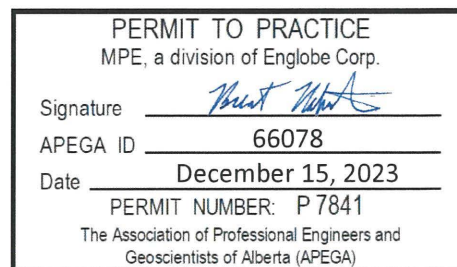 PERMIT TO PRACTICE
MPE, a division of Englobe Corp.
Signature
APEGA ID 66078
Date December 15, 2023
PERMIT NUMBER: P 7841
The Association of Professional Engineers and
Geoscientists of Alberta (APEGA)